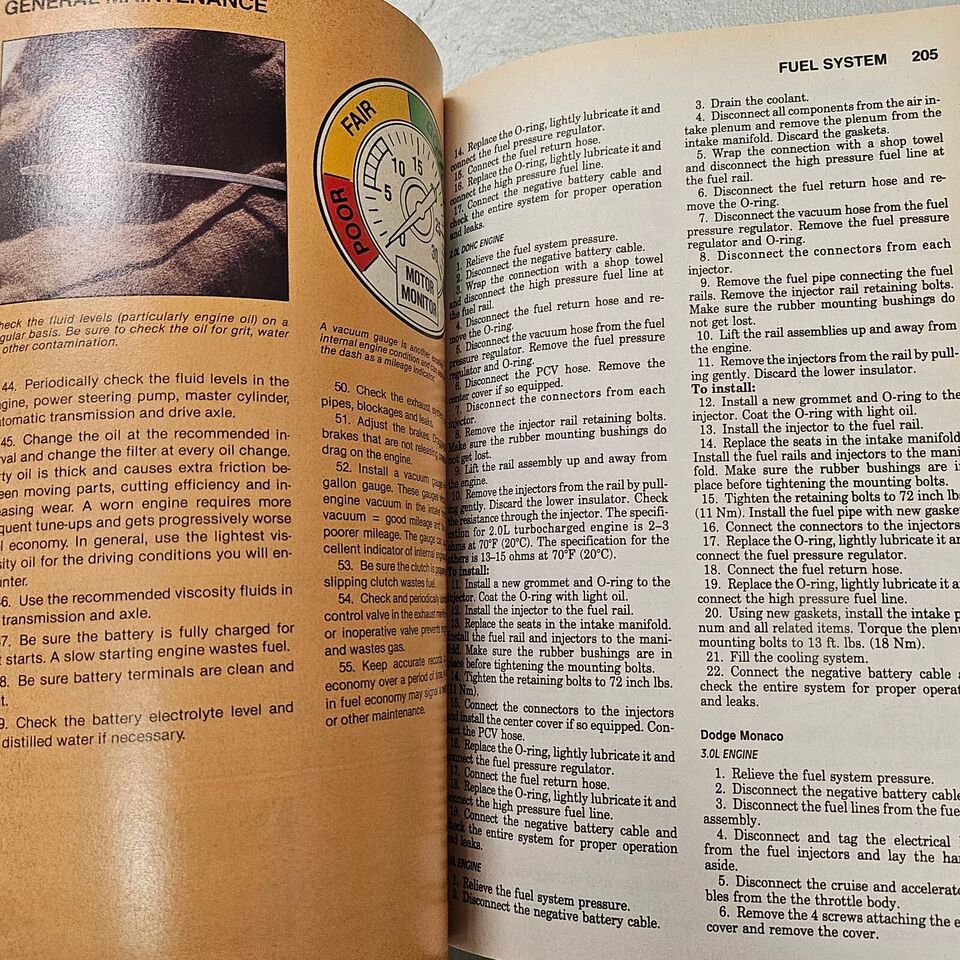 GENERAL MAINTENANCE
FAIR
POOR
5
10
15
30
MOTOR
MONITOR
heck the fluid levels (particularly engine oil) on a
gular basis. Be sure to check the oil for grit, water
other contamination.
A vacuum gauge is another
internal engine condition and
the dash as a mileage indicator
44. Periodically check the fluid levels in the
gine, power steering pump, master cylinder,
tomatic transmission and drive axle.
45. Change the oil at the recommended in-
rval and change the filter at every oil change.
rty oil is thick and causes extra friction be-
een moving parts, cutting efficiency and in-
easing wear. A worn engine requires more
quent tune-ups and gets progressively worse
l economy. In general, use the lightest vis-
sity oil for the driving conditions you will en-
unter.
6. Use the recommended viscosity fluids in
transmission and axle.
7. Be sure the battery is fully charged for
t starts. A slow starting engine wastes fuel.
8. Be sure battery terminals are clean and
t.
9. Check the battery electrolyte level and
distilled water if necessary.
50. Check the exhaust
pipes, blockages and leaks.
51. Adjust the brakes.
brakes that are not releasing
drag on the engine.
52. Install a vacuum
gallon gauge. These gauges
engine vacuum in the intake
vacuum = good mileage and
poorer mileage. The gauge can
cellent indicator of internal engine
53. Be sure the clutch is
slipping clutch wastes fuel.
54. Check and periodically
control valve in the exhaust
or inoperative valve prevents
and wastes gas.
55. Keep accurate records
economy over a period of time.
in fuel economy may signal
or other maintenance.
FUEL SYSTEM 205
14. Replace the O-ring, lightly lubricate it and
connect the fuel pressure regulator.
15. Connect the fuel return hose.
16. Replace the O-ring, lightly lubricate it and
connect the high pressure fuel line.
17. Connect the negative battery cable and
check the entire system for proper operation
and leaks.
2.0L DOHC ENGINE
1. Relieve the fuel system pressure.
2. Disconnect the negative battery cable.
3. Wrap the connection with a shop towel
and disconnect the high pressure fuel line at
the fuel rail.
4. Disconnect the fuel return hose and re-
move the O-ring.
5. Disconnect the vacuum hose from the fuel
pressure regulator. Remove the fuel pressure
regulator and O-ring.
6. Disconnect the PCV hose. Remove the
center cover if so equipped.
7. Disconnect the connectors from each
injector.
8. Remove the injector rail retaining bolts.
Make sure the rubber mounting bushings do
not get lost.
9. Lift the rail assembly up and away from
the engine.
10. Remove the injectors from the rail by pull-
ing gently. Discard the lower insulator. Check
the resistance through the injector. The specifi-
cation for 2.0L turbocharged engine is 2–3
ohms at 70°F (20°C). The specification for the
others is 13–15 ohms at 70°F (20°C).
To install:
11. Install a new grommet and O-ring to the
injector. Coat the O-ring with light oil.
12. Install the injector to the fuel rail.
13. Replace the seats in the intake manifold.
Install the fuel rail and injectors to the mani-
fold. Make sure the rubber bushings are in
place before tightening the mounting bolts.
14. Tighten the retaining bolts to 72 inch lbs.
(11 Nm).
15. Connect the connectors to the injectors
and install the center cover if so equipped. Con-
nect the PCV hose.
16. Replace the O-ring, lightly lubricate it and
connect the fuel pressure regulator.
17. Connect the fuel return hose.
18. Replace the O-ring, lightly lubricate it and
connect the high pressure fuel line.
19. Connect the negative battery cable and
check the entire system for proper operation
and leaks.
ENGINE
1. Relieve the fuel system pressure.
2. Disconnect the negative battery cable.
3. Drain the coolant.
4. Disconnect all components from the air in-
take plenum and remove the plenum from the
intake manifold. Discard the gaskets.
5. Wrap the connection with a shop towel
and disconnect the high pressure fuel line at
the fuel rail.
6. Disconnect the fuel return hose and re-
move the O-ring.
7. Disconnect the vacuum hose from the fuel
pressure regulator. Remove the fuel pressure
regulator and O-ring.
8. Disconnect the connectors from each
injector.
9. Remove the fuel pipe connecting the fuel
rails. Remove the injector rail retaining bolts.
Make sure the rubber mounting bushings do
not get lost.
10. Lift the rail assemblies up and away from
the engine.
11. Remove the injectors from the rail by pull-
ing gently. Discard the lower insulator.
To install:
12. Install a new grommet and O-ring to the
injector. Coat the O-ring with light oil.
13. Install the injector to the fuel rail.
14. Replace the seats in the intake manifold
Install the fuel rails and injectors to the mani
fold. Make sure the rubber bushings are i
place before tightening the mounting bolts.
15. Tighten the retaining bolts to 72 inch lb
(11 Nm). Install the fuel pipe with new gaske
16. Connect the connectors to the injectors
17. Replace the O-ring, lightly lubricate it a
connect the fuel pressure regulator.
18. Connect the fuel return hose.
19. Replace the O-ring, lightly lubricate it a
connect the high pressure fuel line.
20. Using new gaskets, install the intake p
num and all related items. Torque the plen
mounting bolts to 13 ft. lbs. (18 Nm).
21. Fill the cooling system.
22. Connect the negative battery cable a
check the entire system for proper operat
and leaks.
Dodge Monaco
3.0L ENGINE
1. Relieve the fuel system pressure.
2. Disconnect the negative battery cable
3. Disconnect the fuel lines from the fue
assembly.
4. Disconnect and tag the electrical
from the fuel injectors and lay the ha
aside.
5. Disconnect the cruise and accelerat
bles from the the throttle body.
6. Remove the 4 screws attaching the e
cover and remove the cover.